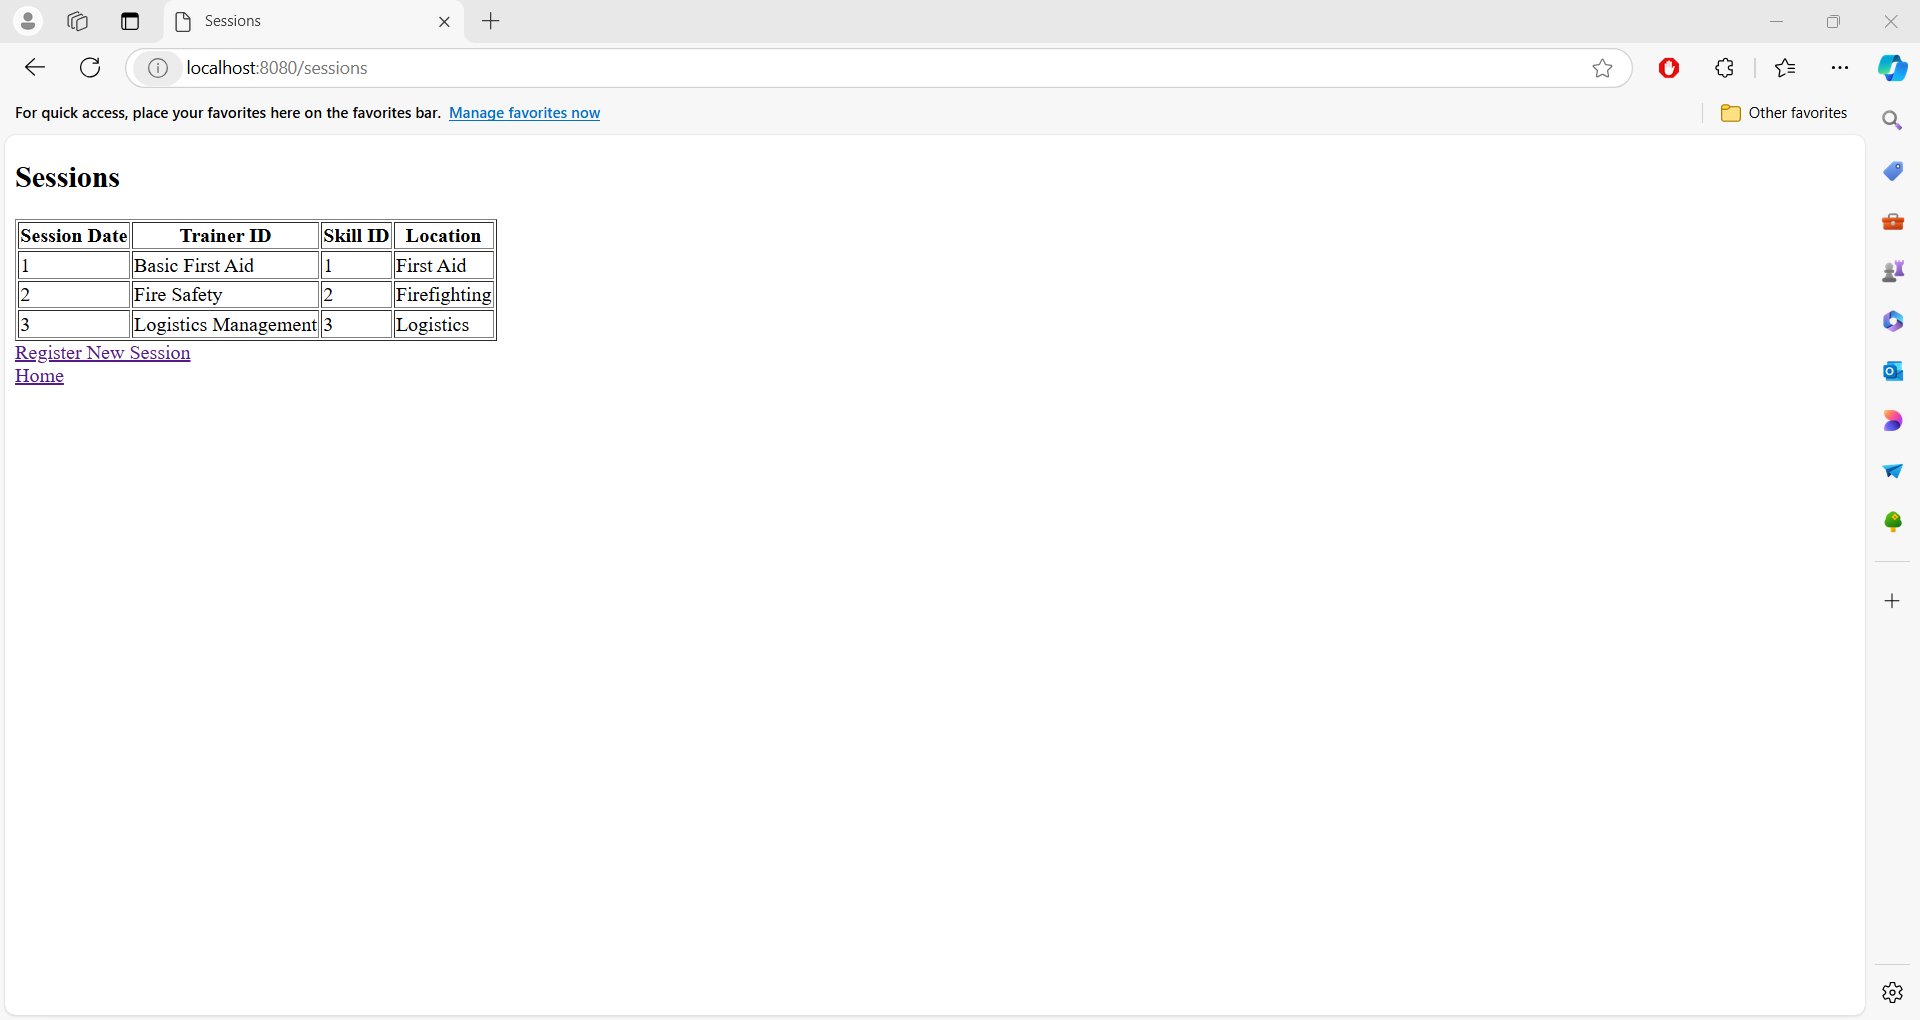 Sessions
localhost:8080/sessions
For quick access, place your favorites here on the favorites bar. Manage favorites now
Other favorites
Sessions
Session Date Trainer ID Skill ID Location
1 Basic First Aid 1 First Aid
2 Fire Safety 2 Firefighting
3 Logistics Management 3 Logistics
Register New Session
Home